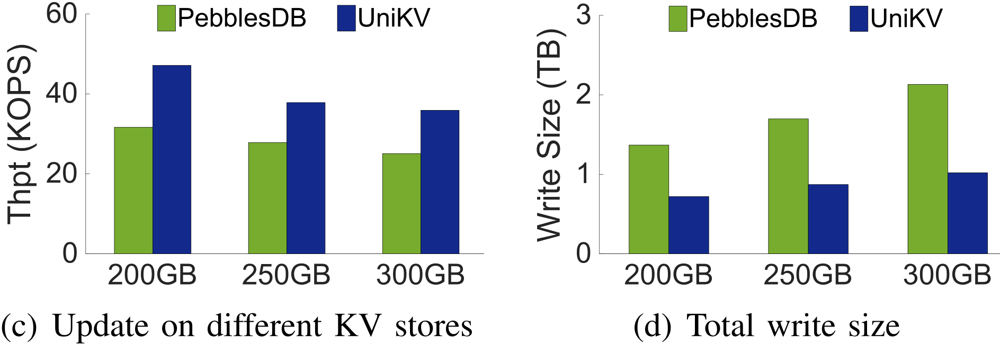 Thpt (KOPS)
60
40
20
0
PebblesDB UniKV
200GB 250GB 300GB
(c) Update on different KV stores
Write Size (TB)
3
2
1
0
PebblesDB UniKV
200GB 250GB 300GB
(d) Total write size